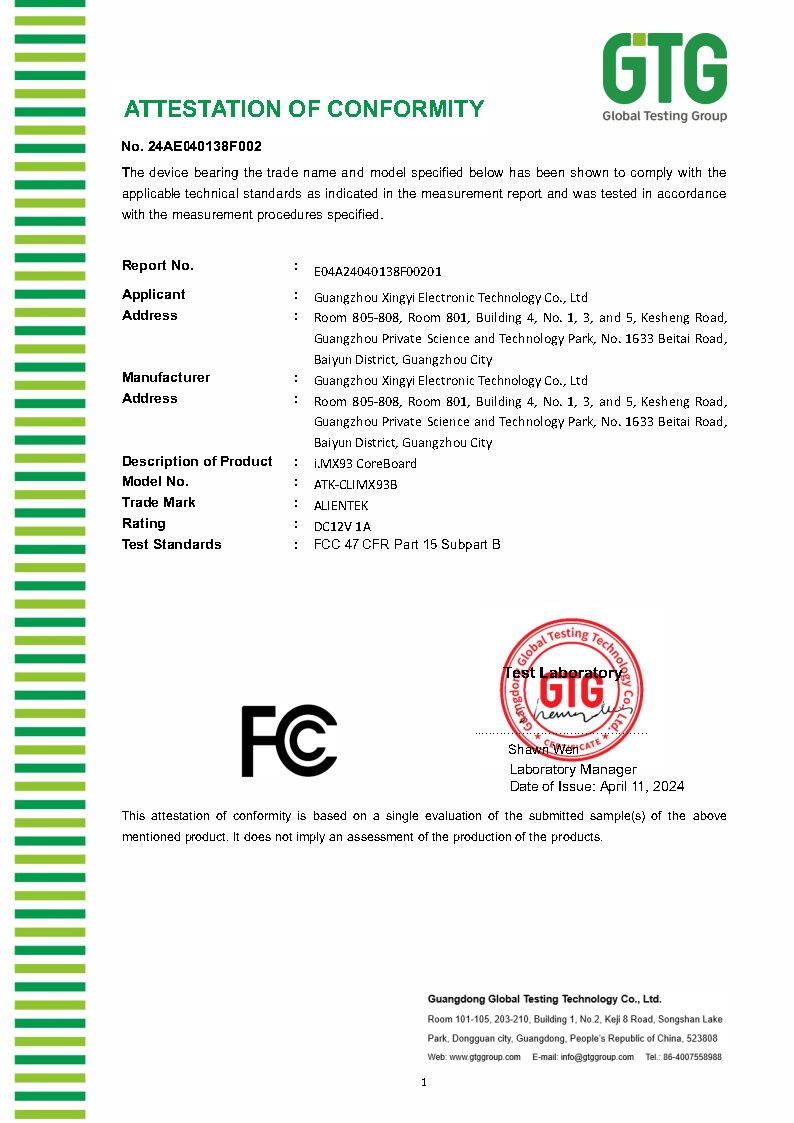 GTG
Global Testing Group
ATTESTATION OF CONFORMITY
No. 24AE040138F002
The device bearing the trade name and model specified below has been shown to comply with the
applicable technical standards as indicated in the measurement report and was tested in accordance
with the measurement procedures specified.
Report No. : E04A24040138F00201
Applicant : Guangzhou Xingyi Electronic Technology Co., Ltd
Address : Room 805-808, Room 801, Building 4, No. 1, 3, and 5, Kesheng Road,
Guangzhou Private Science and Technology Park, No. 1633 Beitai Road,
Baiyun District, Guangzhou City
Manufacturer : Guangzhou Xingyi Electronic Technology Co., Ltd
Address : Room 805-808, Room 801, Building 4, No. 1, 3, and 5, Kesheng Road,
Guangzhou Private Science and Technology Park, No. 1633 Beitai Road,
Baiyun District, Guangzhou City
Description of Product : i.MX93 CoreBoard
Model No. : ATK-CLIMX93B
Trade Mark : ALIENTEK
Rating : DC12V 1A
Test Standards : FCC 47 CFR Part 15 Subpart B
Guangdong Global Testing Technology Co., Ltd.
Test Laboratory
GTG
CERTIFICATE
FC
Shawn Wen
Laboratory Manager
Date of Issue: April 11, 2024
This attestation of conformity is based on a single evaluation of the submitted sample(s) of the above
mentioned product. It does not imply an assessment of the production of the products.
Guangdong Global Testing Technology Co., Ltd.
Room 101-105, 203-210, Building 1, No.2, Keji 8 Road, Songshan Lake
Park, Dongguan city, Guangdong, People's Republic of China, 523808
Web: www.gtggroup.com E-mail: info@gtggroup.com Tel.: 86-4007558988
1